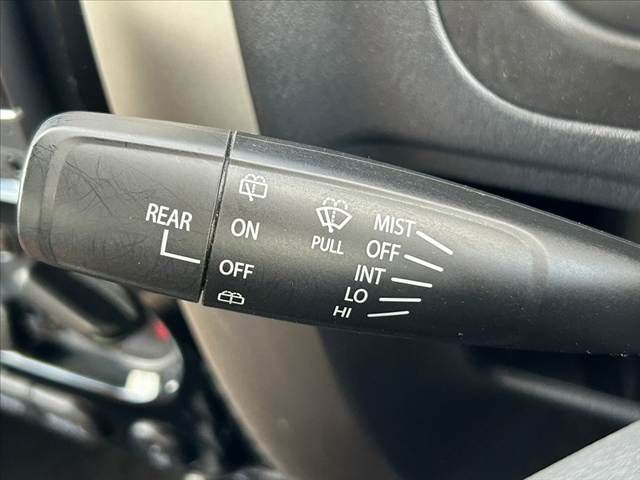 REAR
ON
OFF
PULL
MIST
OFF
INT
LO
HI